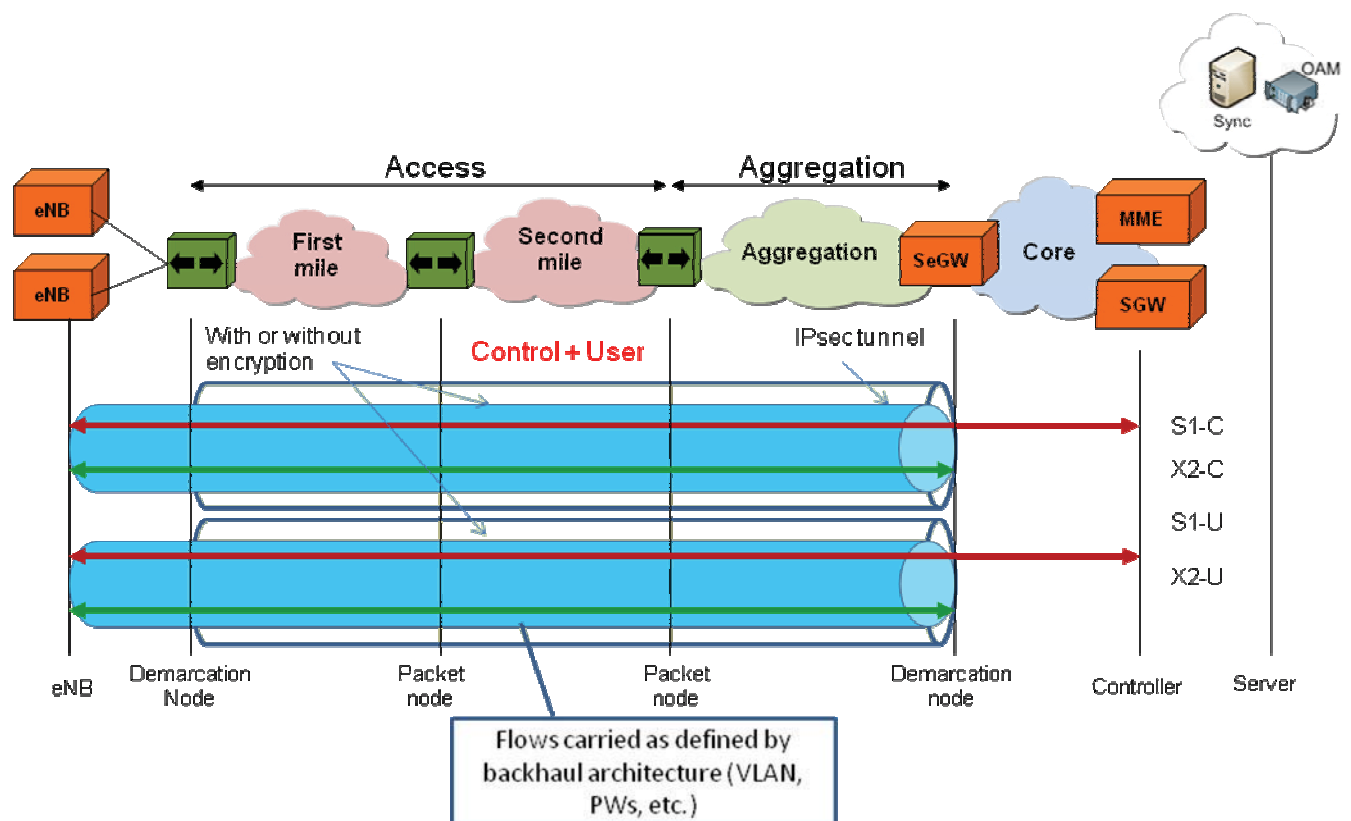 OAM
Sync
Access
Aggregation
eNB
eNB
First
mile
Second
mile
Aggregation
SeGW
Core
MME
SGW
With or without
encryption
Control + User
IPsec tunnel
S1-C
X2-C
S1-U
X2-U
eNB
Demarcation
Node
Packet
node
Packet
node
Demarcation
node
Controller
Server
Flows carried as defined by
backhaul architecture (VLAN,
PWs, etc.)